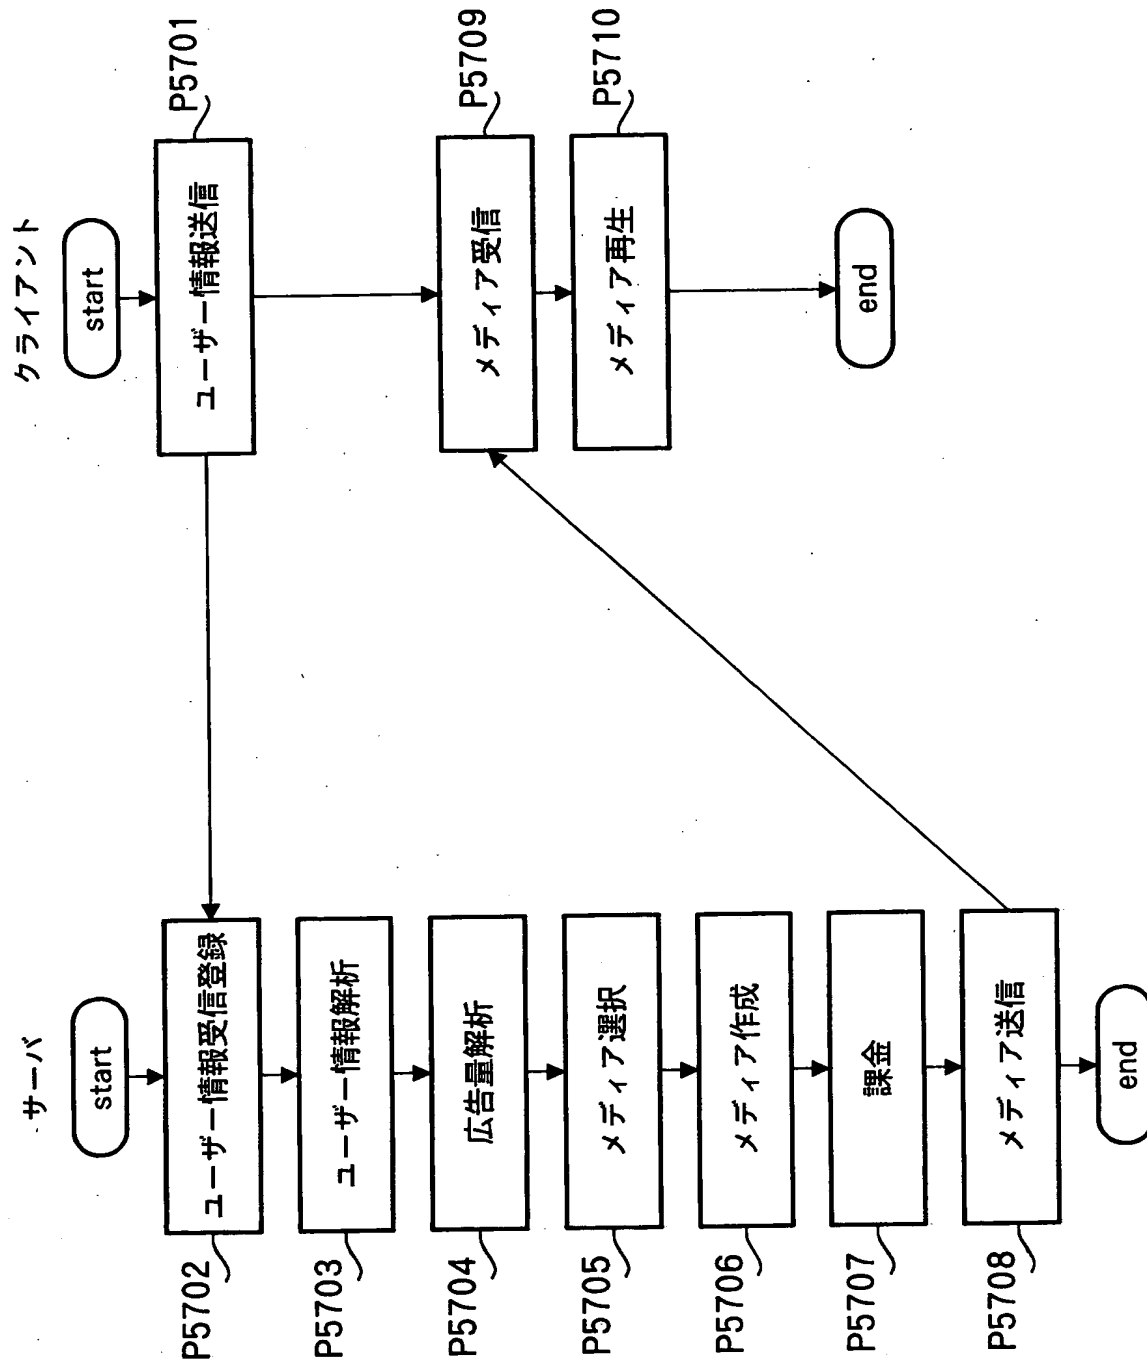 サーバ
start
P5702
ユーザー情報受信登録
P5703
ユーザー情報解析
P5704
広告量解析
P5705
メディア選択
P5706
メディア作成
P5707
課金
P5708
メディア送信
end
クライアント
start
ユーザー情報送信
P5701
メディア受信
P5709
メディア再生
P5710
end